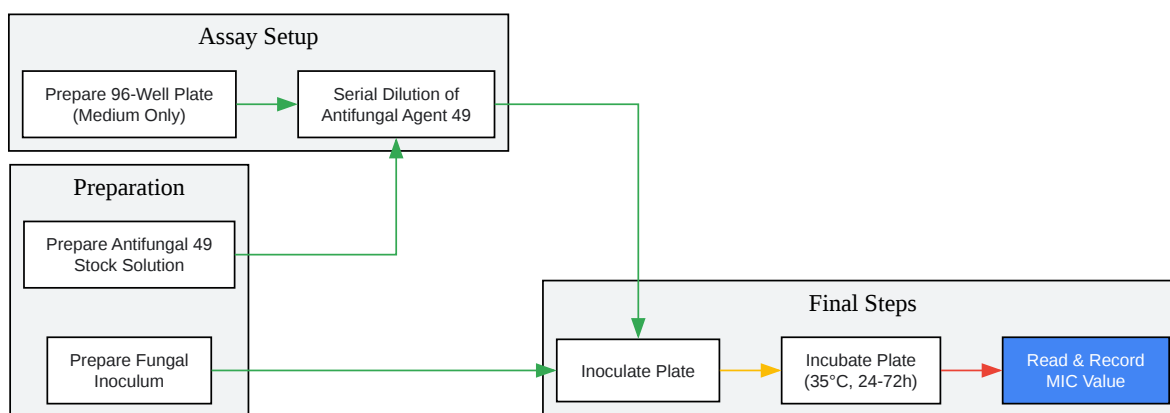 Assay Setup
Prepare 96-Well Plate
(Medium Only)
Serial Dilution of
Antifungal Agent 49
Preparation
Prepare Antifungal 49
Stock Solution
Prepare Fungal
Inoculum
Final Steps
Inoculate Plate
Incubate Plate
(35°C, 24-72h)
Read & Record
MIC Value